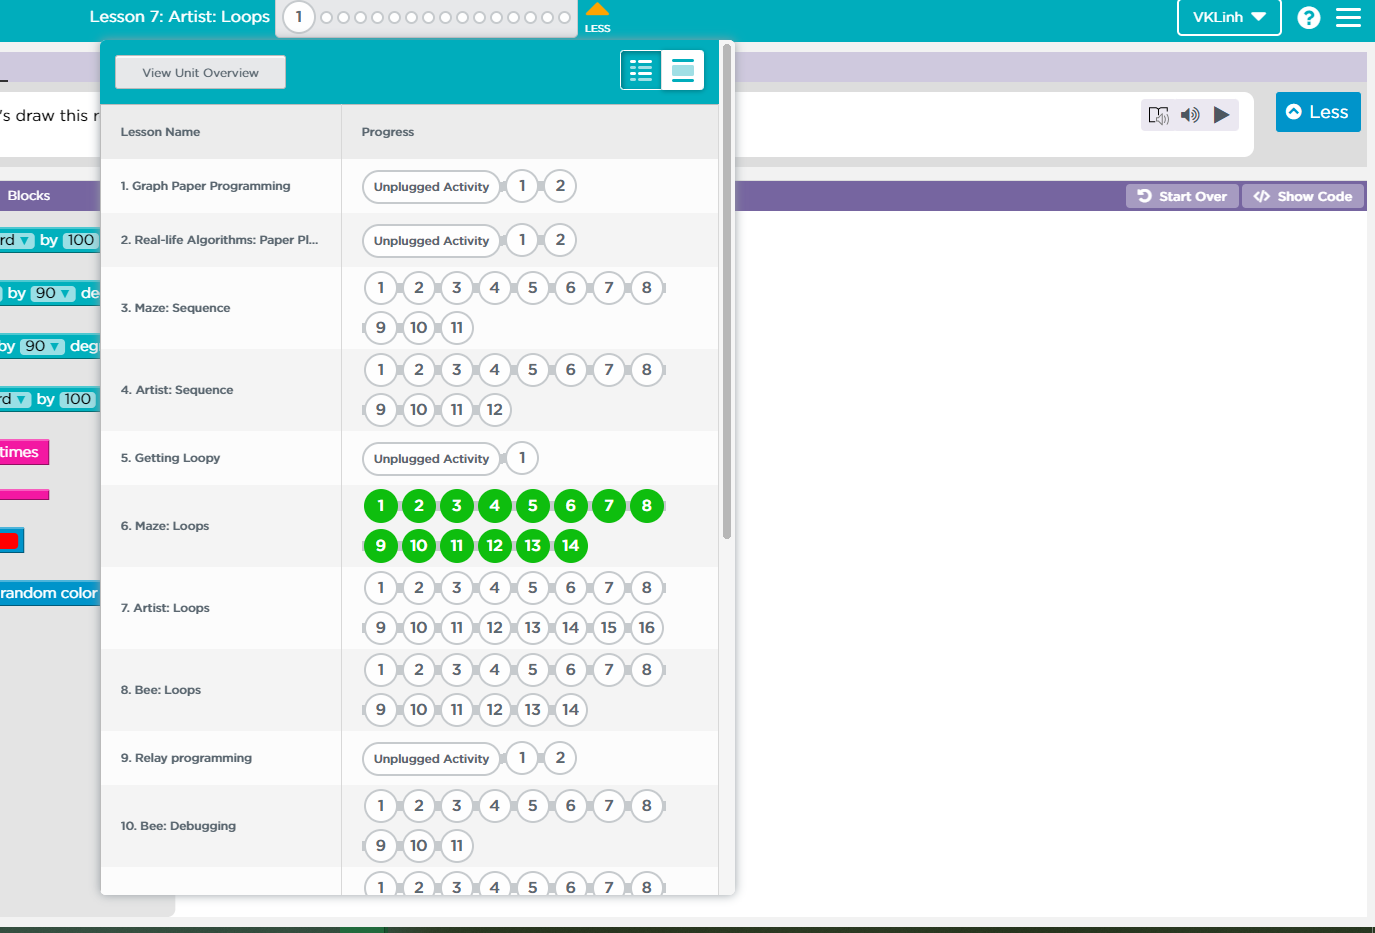 Lesson 7: Artist: Loops
1
LESS
VKLinh
?
View Unit Overview
's draw this r
Less
Lesson Name
Progress
1. Graph Paper Programming
Unplugged Activity
1 2
Blocks
Start Over
Show Code
2. Real-life Algorithms: Paper Pl...
Unplugged Activity
1 2
rd by 100
by 90 de
by 90 deg
rd by 100
times
random color
3. Maze: Sequence
1 2 3 4 5 6 7 8
9 10 11
4. Artist: Sequence
1 2 3 4 5 6 7 8
9 10 11 12
5. Getting Loopy
Unplugged Activity
1
6. Maze: Loops
1 2 3 4 5 6 7 8
9 10 11 12 13 14
7. Artist: Loops
1 2 3 4 5 6 7 8
9 10 11 12 13 14 15 16
8. Bee: Loops
1 2 3 4 5 6 7 8
9 10 11 12 13 14
9. Relay programming
Unplugged Activity
1 2
10. Bee: Debugging
1 2 3 4 5 6 7 8
9 10 11
1 2 3 4 5 6 7 8